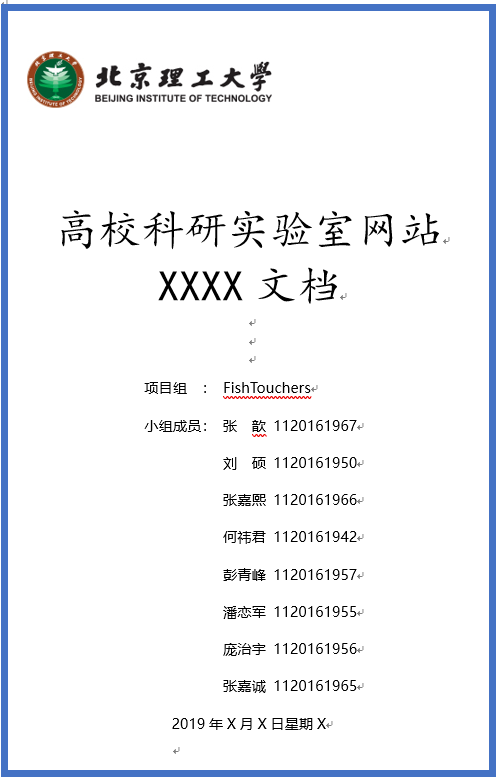 北京理工大学
BEIJING INSTITUTE OF TECHNOLOGY
高校科研实验室网站
XXXX 文档
项目组 ： FishTouchers
小组成员： 张 歆 1120161967
刘 硕 1120161950
张嘉熙 1120161966
何祎君 1120161942
彭青峰 1120161957
潘恋军 1120161955
庞治宇 1120161956
张嘉诚 1120161965
2019 年 X 月 X 日星期 X